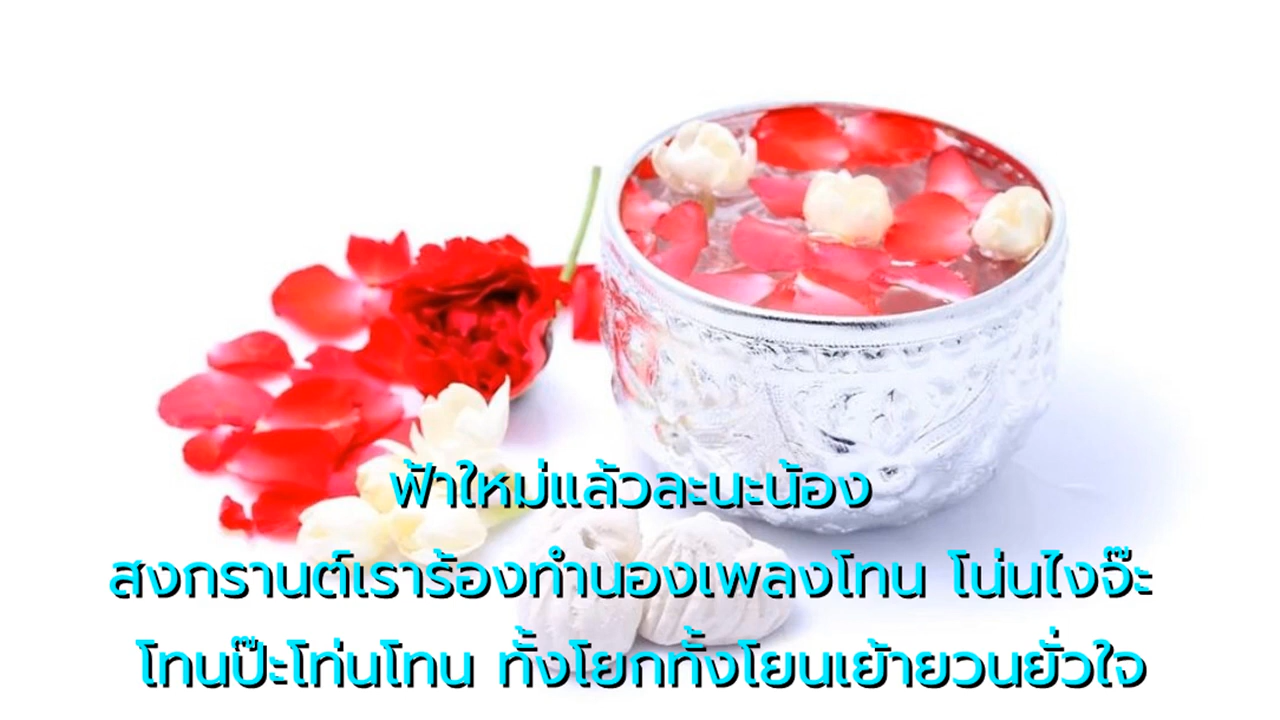 ฟ้าใหม่แล้วละนะน้อง
สงกรานต์เราร้องทำนองเพลงโทน โน่นไงจ๊ะ
โทนป๊ะโท่นโทน ทั้งโยกทั้งโยนเย้ายวนยั่วใจ